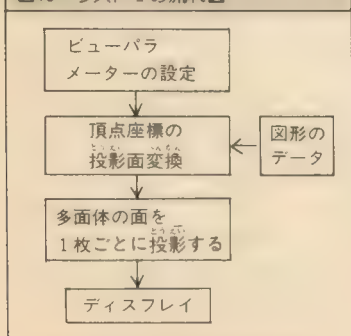 ビューパラ
メーターの設定
頂点座標の
投影面変換
図形の
データ
多面体の面を
1枚ごとに投影する
ディスプレイ